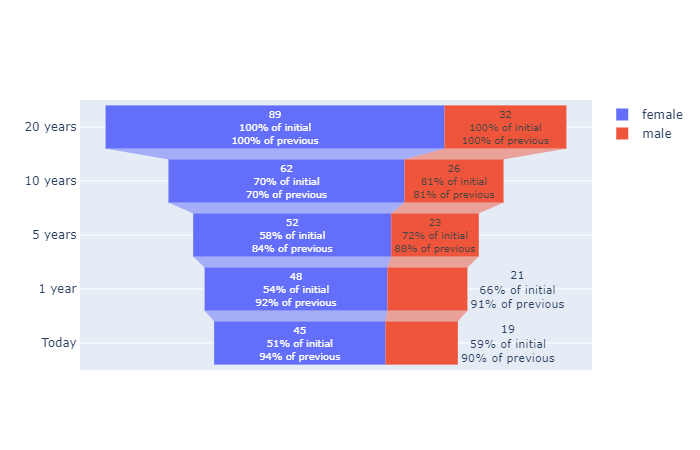 20 years
89
100% of initial
100% of previous
32
100% of initial
100% of previous
female
male
10 years
62
70% of initial
70% of previous
26
81% of initial
81% of previous
5 years
52
58% of initial
84% of previous
23
72% of initial
88% of previous
1 year
48
54% of initial
92% of previous
21
66% of initial
91% of previous
Today
45
51% of initial
94% of previous
19
59% of initial
90% of previous